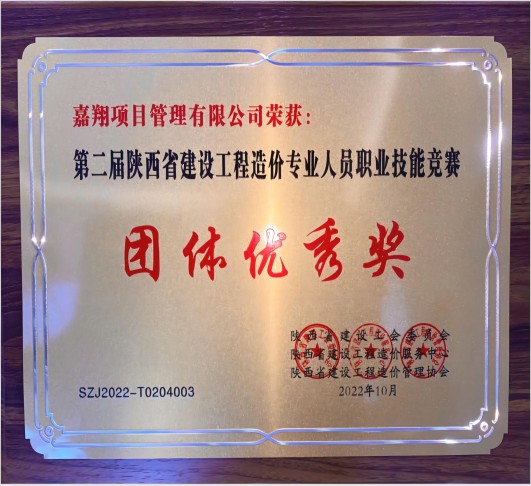 嘉翔项目管理有限公司荣获：
第二届陕西省建设工程造价专业人员职业技能竞赛
团体优秀奖
陕西省建设工会委员会
陕西省建设工程造价服务中心
陕西省建设工程造价管理协会
SZJ2022-T0204003
2022年10月